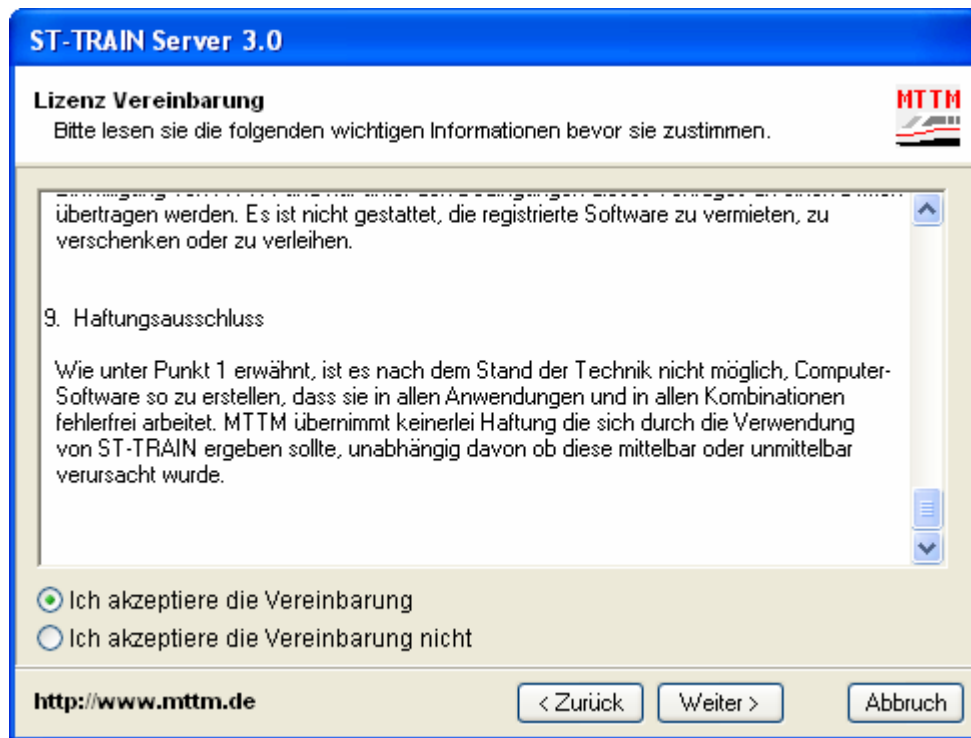 ST-TRAIN Server 3.0
Lizenz Vereinbarung
Bitte lesen sie die folgenden wichtigen Informationen bevor sie zustimmen.
MTTM
übertragen werden. Es ist nicht gestattet, die registrierte Software zu vermieten, zu
verschenken oder zu verleihen.
9. Haftungsausschluss
Wie unter Punkt 1 erwähnt, ist es nach dem Stand der Technik nicht möglich, Computer-
Software so zu erstellen, dass sie in allen Anwendungen und in allen Kombinationen
fehlerfrei arbeitet. MTTM übernimmt keinerlei Haftung die sich durch die Verwendung
von ST-TRAIN ergeben sollte, unabhängig davon ob diese mittelbar oder unmittelbar
verursacht wurde.
Ich akzeptiere die Vereinbarung
Ich akzeptiere die Vereinbarung nicht
http://www.mttm.de
< Zurück Weiter > Abbruch